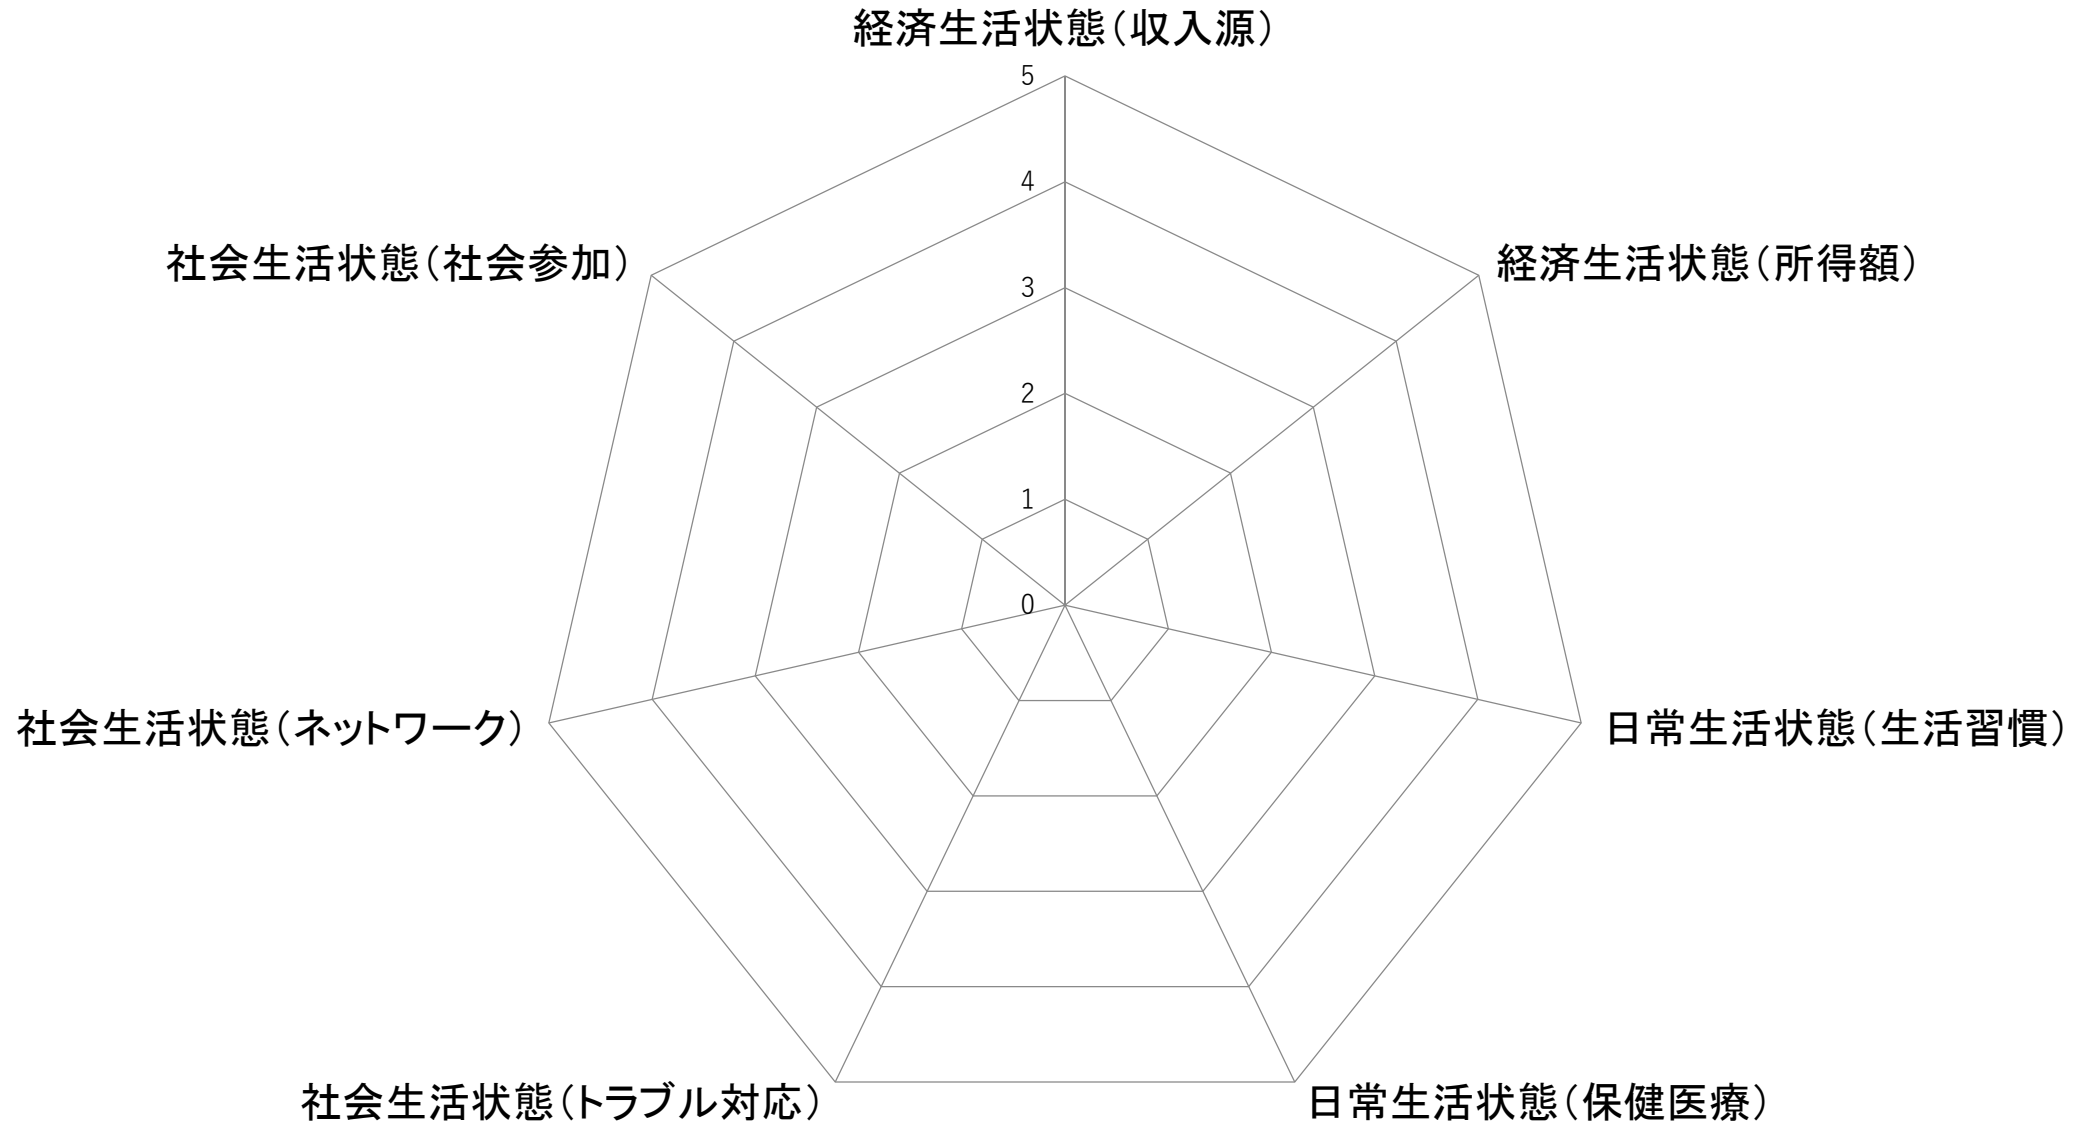 経済生活状態（収入源）
5
4
社会生活状態（社会参加）
経済生活状態（所得額）
3
2
1
0
社会生活状態（ネットワーク）
日常生活状態（生活習慣）
社会生活状態（トラブル対応）
日常生活状態（保健医療）